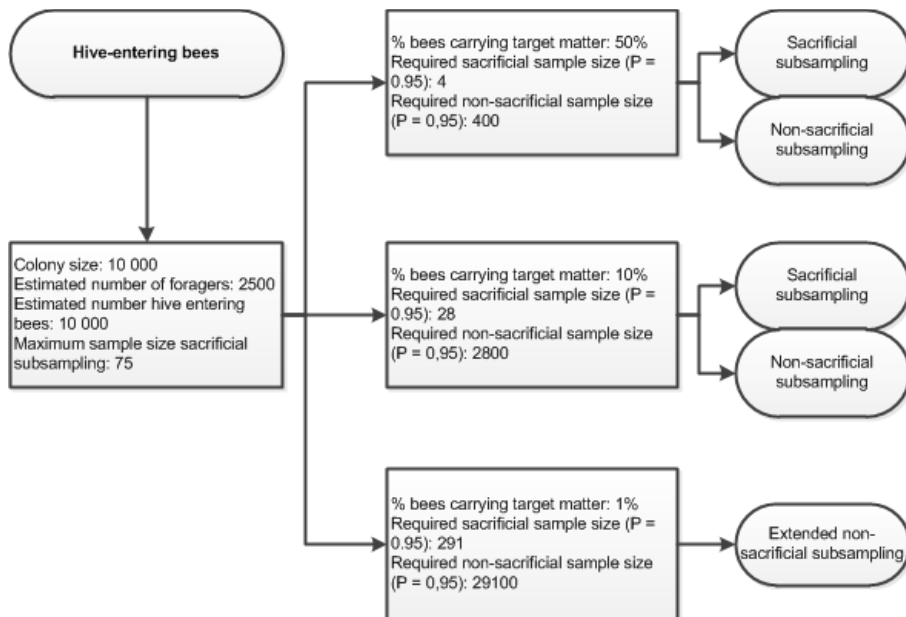 Hive-entering bees
Colony size: 10 000
Estimated number of foragers: 2500
Estimated number hive entering
bees: 10 000
Maximum sample size sacrificial
subsampling: 75
% bees carrying target matter: 50%
Required sacrificial sample size (P =
0.95): 4
Required non-sacrificial sample size
(P = 0,95): 400
Sacrificial
subsampling
Non-sacrificial
subsampling
% bees carrying target matter: 10%
Required sacrificial sample size (P =
0.95): 28
Required non-sacrificial sample size
(P = 0,95): 2800
Sacrificial
subsampling
Non-sacrificial
subsampling
% bees carrying target matter: 1%
Required sacrificial sample size (P =
0.95): 291
Required non-sacrificial sample size
(P = 0,95): 29100
Extended non-
sacrificial subsampling